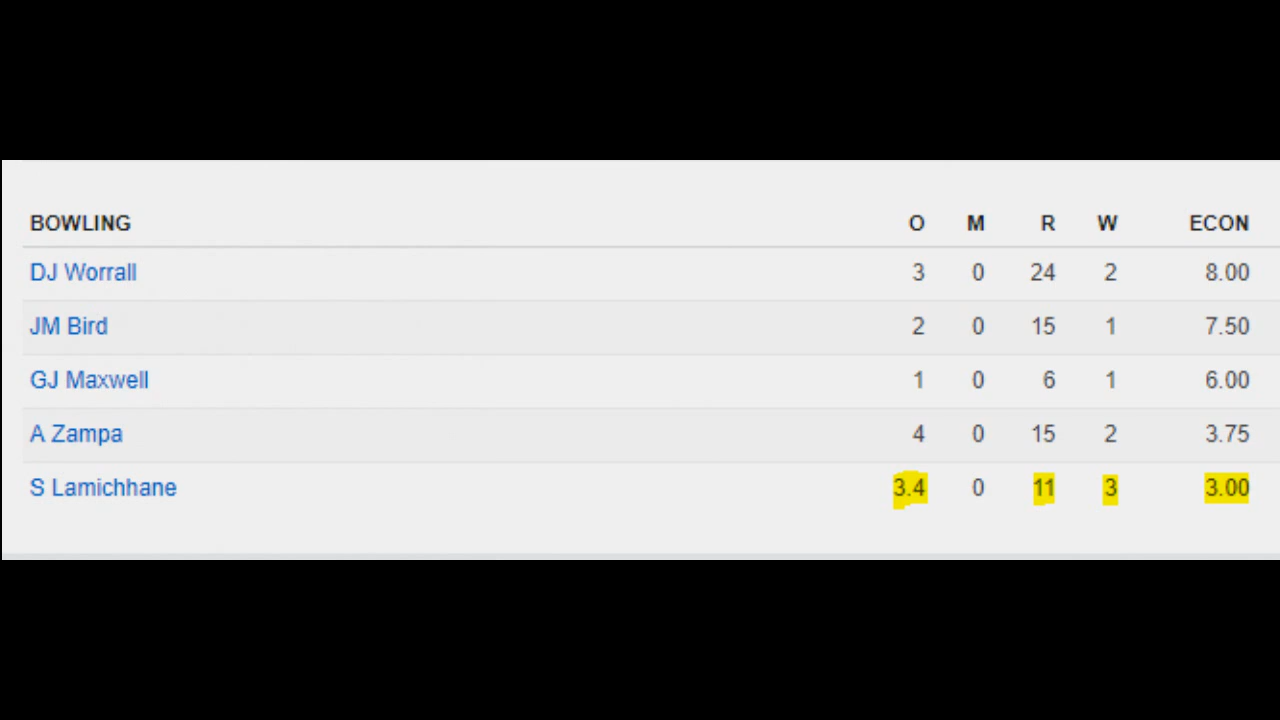 BOWLING O M R W ECON
DJ Worrall 3 0 24 2 8.00
JM Bird 2 0 15 1 7.50
GJ Maxwell 1 0 6 1 6.00
A Zampa 4 0 15 2 3.75
S Lamichhane 3.4 0 11 3 3.00